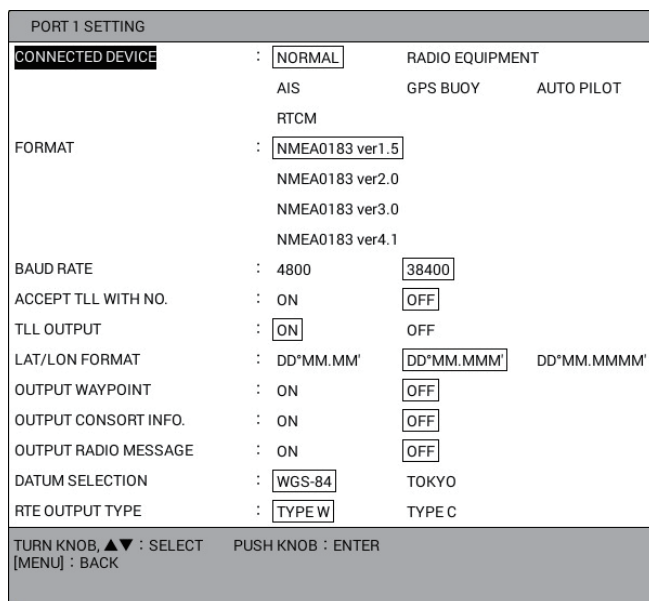 PORT 1 SETTING
CONNECTED DEVICE : NORMAL RADIO EQUIPMENT
AIS GPS BUOY AUTO PILOT
RTCM
FORMAT : NMEA0183 ver1.5
NMEA0183 ver2.0
NMEA0183 ver3.0
NMEA0183 ver4.1
BAUD RATE : 4800 38400
ACCEPT TLL WITH NO. : ON OFF
TLL OUTPUT : ON OFF
LAT/LON FORMAT : DD°MM.MM' DD°MM.MMM' DD°MM.MMMM'
OUTPUT WAYPOINT : ON OFF
OUTPUT CONSORT INFO. : ON OFF
OUTPUT RADIO MESSAGE : ON OFF
DATUM SELECTION : WGS-84 TOKYO
RTE OUTPUT TYPE : TYPE W TYPE C
TURN KNOB, ▲▼ : SELECT PUSH KNOB : ENTER
[MENU] : BACK